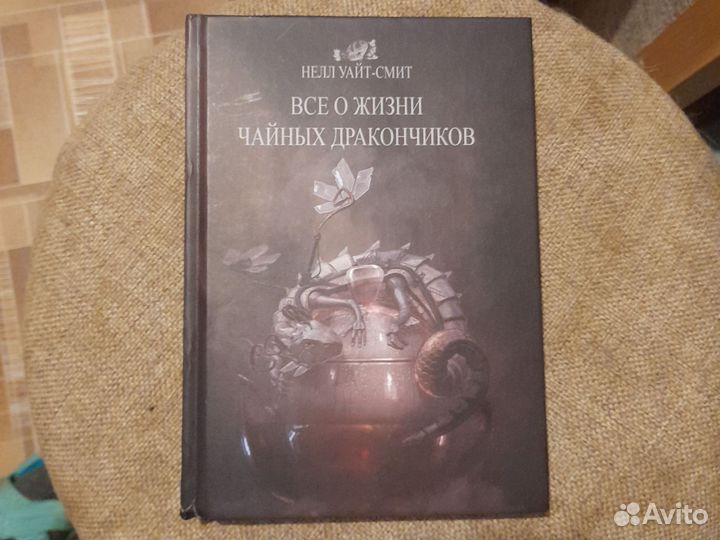 НЕЛЛ УАЙТ-СМИТ
ВСЕ О ЖИЗНИ
ЧАЙНЫХ ДРАКОНЧИКОВ
Avito